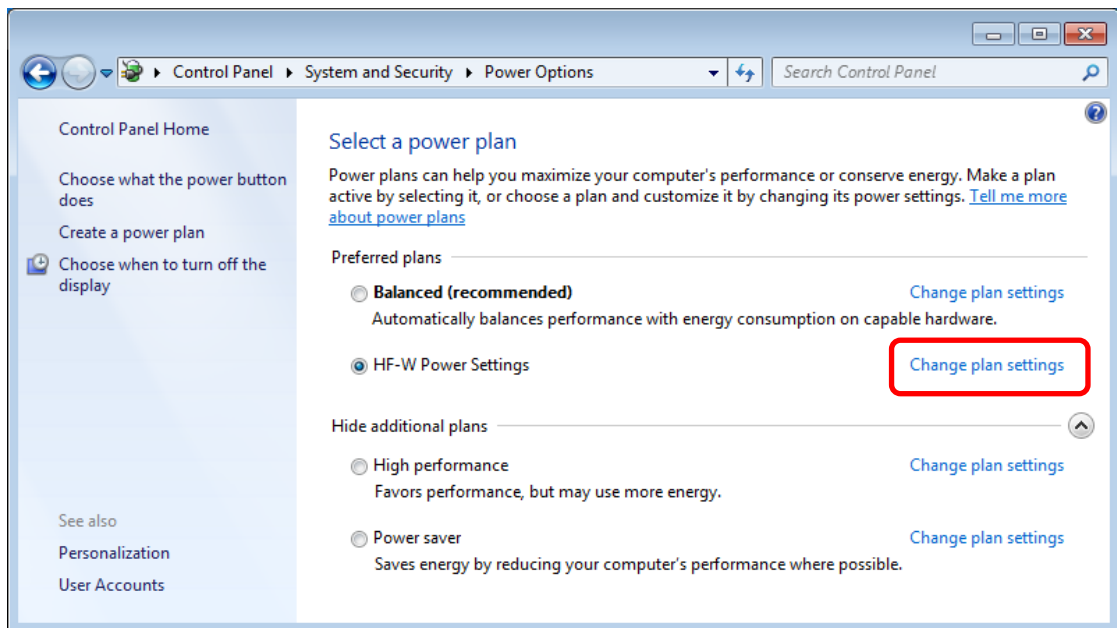 Control Panel System and Security Power Options
Search Control Panel
Control Panel Home
Choose what the power button
does
Create a power plan
Choose when to turn off the
display
See also
Personalization
User Accounts
Select a power plan
Power plans can help you maximize your computer's performance or conserve energy. Make a plan
active by selecting it, or choose a plan and customize it by changing its power settings. Tell me more
about power plans
Preferred plans
Balanced (recommended) Change plan settings
Automatically balances performance with energy consumption on capable hardware.
HF-W Power Settings Change plan settings
Hide additional plans
High performance Change plan settings
Favors performance, but may use more energy.
Power saver Change plan settings
Saves energy by reducing your computer's performance where possible.